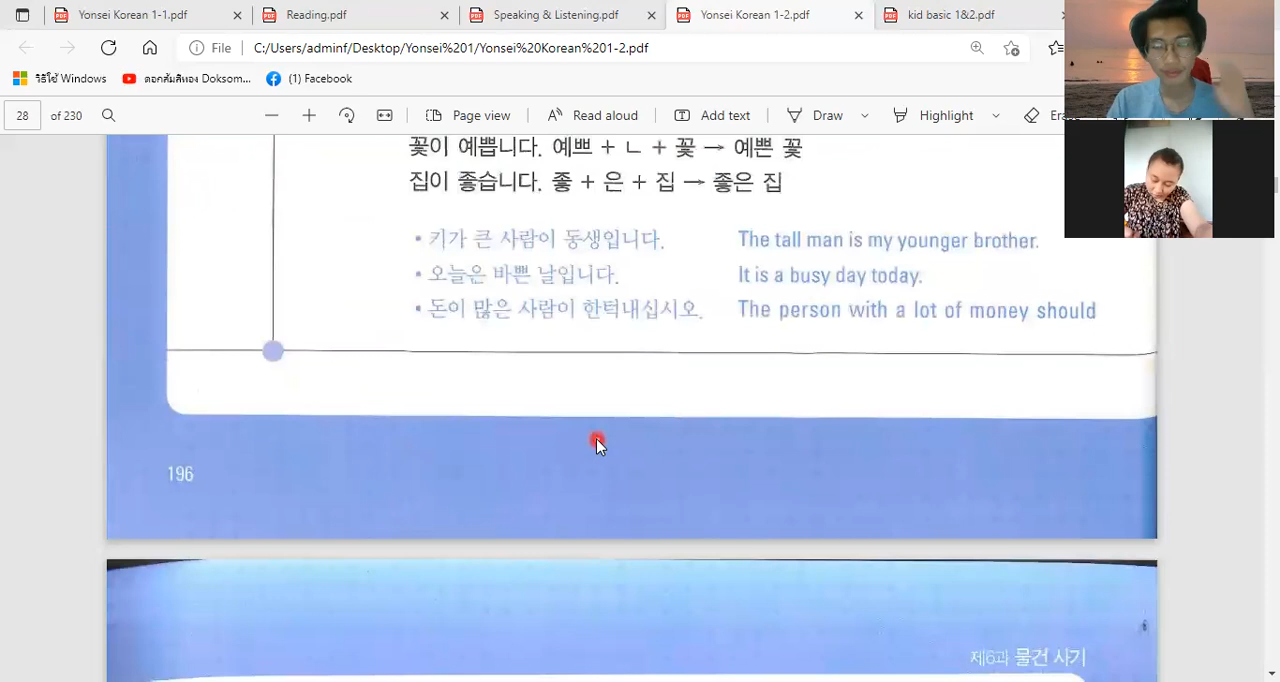 Yonsei Korean 1-1.pdf
Reading.pdf
Speaking & Listening.pdf
Yonsei Korean 1-2.pdf
kid basic 1&2.pdf
File
C:/Users/adminf/Desktop/Yonsei%201/Yonsei%20Korean%201-2.pdf
วิธีใช้ Windows
ดอกส้มสีทอง Doksom...
(1) Facebook
28 of 230
Page view
Read aloud
Add text
Draw
Highlight
꽃이 예쁩니다. 예쁘 + ㄴ + 꽃 → 예쁜 꽃
집이 좋습니다. 좋 + 은 + 집 → 좋은 집
• 키가 큰 사람이 동생입니다. The tall man is my younger brother.
• 오늘은 바쁜 날입니다. It is a busy day today.
• 돈이 많은 사람이 한턱내십시오. The person with a lot of money should
196
제6과 물건 사기